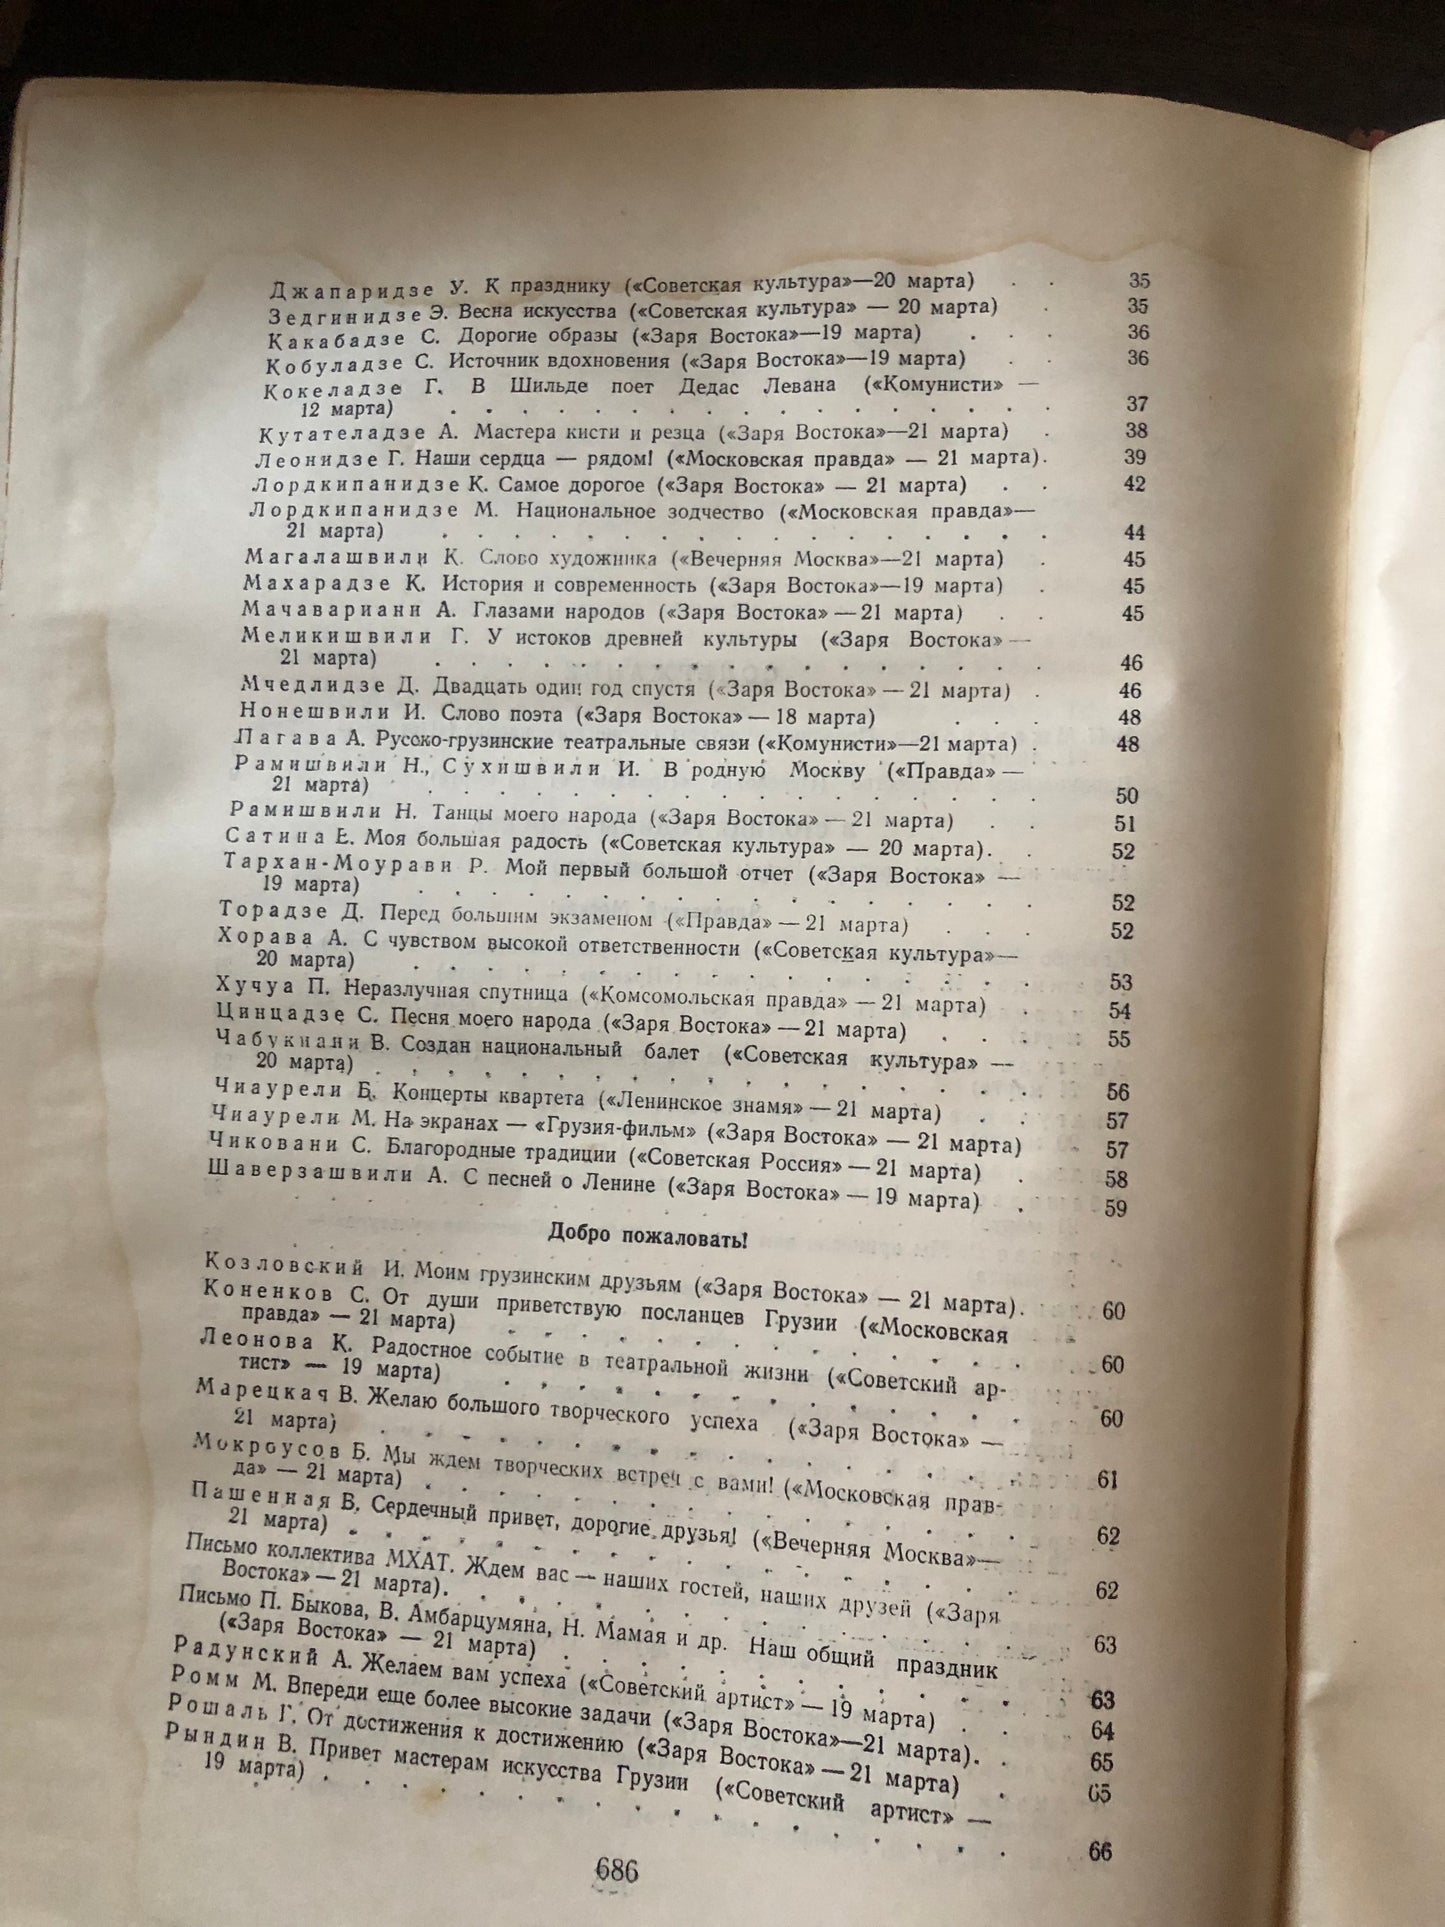 Джапаридзе У. К празднику («Советская культура»—20 марта) . . 35
Зедгинидзе Э. Весна искусства («Советская культура» — 20 марта) . 35
Какабадзе С. Дорогие образы («Заря Востока»—19 марта) . . . 36
Кобуладзе С. Источник вдохновения («Заря Востока»—19 марта) . . 36
Кокеладзе Г. В Шильде поет Дедас Левана («Комунисти» —
12 марта) . . . . . . . . . . . . . . . . . 37
Кутателадзе А. Мастера кисти и резца («Заря Востока»—21 марта) . 38
Леонидзе Г. Наши сердца — рядом! («Московская правда» — 21 марта). 39
Лордкипанидзе К. Самое дорогое («Заря Востока» — 21 марта) . . 42
Лордкипанидзе М. Национальное зодчество («Московская правда»—
21 марта) . . . . . . . . . . . . . . . . . 44
Магалашвили К. Слово художника («Вечерняя Москва»—21 марта) . 45
Махарадзе К. История и современность («Заря Востока»—19 марта) . 45
Мачавариани А. Глазами народов («Заря Востока» — 21 марта) . . 45
Меликишвили Г. У истоков древней культуры («Заря Востока» —
21 марта) . . . . . . . . . . . . . . . . . 46
Мчедлидзе Д. Двадцать один год спустя («Заря Востока» — 21 марта) . 46
Нонешвили И. Слово поэта («Заря Востока» — 18 марта) . . . 48
Пагава А. Русско-грузинские театральные связи («Комунисти»—21 марта) . 48
Рамишвили Н., Сухишвили И. В родную Москву («Правда» —
21 марта) . . . . . . . . . . . . . . . . . 50
Рамишвили Н. Танцы моего народа («Заря Востока» — 21 марта) . . 51
Сатина Е. Моя большая радость («Советская культура» — 20 марта). . 52
Тархан-Моурави Р. Мой первый большой отчет («Заря Востока» —
19 марта) . . . . . . . . . . . . . . . . . 52
Торадзе Д. Перед большим экзаменом («Правда» — 21 марта) . . . 52
Хорава А. С чувством высокой ответственности («Советская культура»—
20 марта) . . . . . . . . . . . . . . . . . 53
Хучуа П. Неразлучная спутница («Комсомольская правда» — 21 марта) . 54
Цинцадзе С. Песня моего народа («Заря Востока» — 21 марта) . . . 55
Чабукиани В. Создан национальный балет («Советская культура» —
20 марта) . . . . . . . . . . . . . . . . . 56
Чиаурели Б. Концерты квартета («Ленинское знамя» — 21 марта) . . 57
Чиаурели М. На экранах — «Грузия-фильм» («Заря Востока» — 21 марта) 57
Чиковани С. Благородные традиции («Советская Россия» — 21 марта) . 58
Шаверзашвили А. С песней о Ленине («Заря Востока» — 19 марта) . 59
Добро пожаловать!
Козловский И. Моим грузинским друзьям («Заря Востока» — 21 марта). 60
Коненков С. От души приветствую посланцев Грузии («Московская
правда» — 21 марта) . . . . . . . . . . . . . . 60
Леонова К. Радостное событие в театральной жизни («Советский ар-
тист» — 19 марта) . . . . . . . . . . . . . . 60
Марецкач В. Желаю большого творческого успеха («Заря Востока» —
21 марта) . . . . . . . . . . . . . . . . . 61
Мокроусов Б. Мы ждем творческих встреч с вами! («Московская прав-
да» — 21 марта) . . . . . . . . . . . . . . . 62
Пашенная В. Сердечный привет, дорогие друзья! («Вечерняя Москва»—
21 марта) . . . . . . . . . . . . . . . . . 62
Письмо коллектива МХАТ. Ждем вас — наших гостей, наших друзей («Заря
Востока» — 21 марта). . . . . . . . . . . . . . 63
Письмо П. Быкова, В. Амбарцумяна, Н. Мамая и др. Наш общий праздник
(«Заря Востока» — 21 марта) . . . . . . . . . . . 63
Радунский А. Желаем вам успеха («Советский артист» — 19 марта) . . 64
Ромм М. Впереди еще более высокие задачи («Заря Востока»—21 марта). . 65
Рошаль Г. От достижения к достижению («Заря Востока» — 21 марта) . 65
Рындин В. Привет мастерам искусства Грузии («Советский артист» —
19 марта) . . . . . . . . . . . . . . . . . 66
686